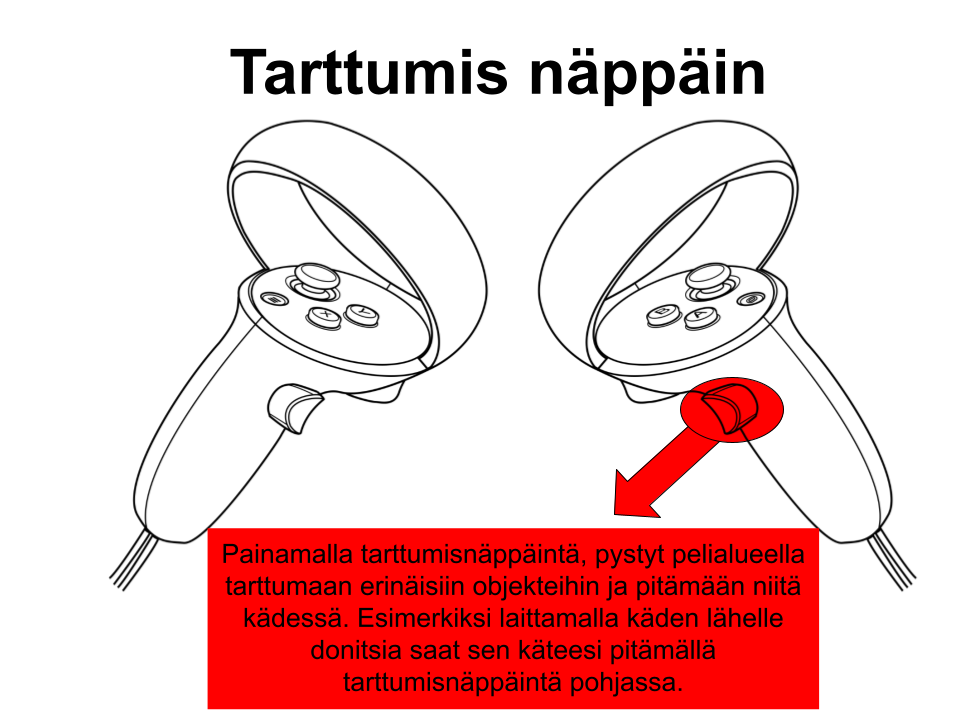 Tarttumis näppäin
X
Y
B
A
Painamalla tarttumisnäppäintä, pystyt pelialueella
tarttumaan erinäisiin objekteihin ja pitämään niitä
kädessä. Esimerkiksi laittamalla käden lähelle
donitsia saat sen käteesi pitämällä
tarttumisnäppäintä pohjassa.